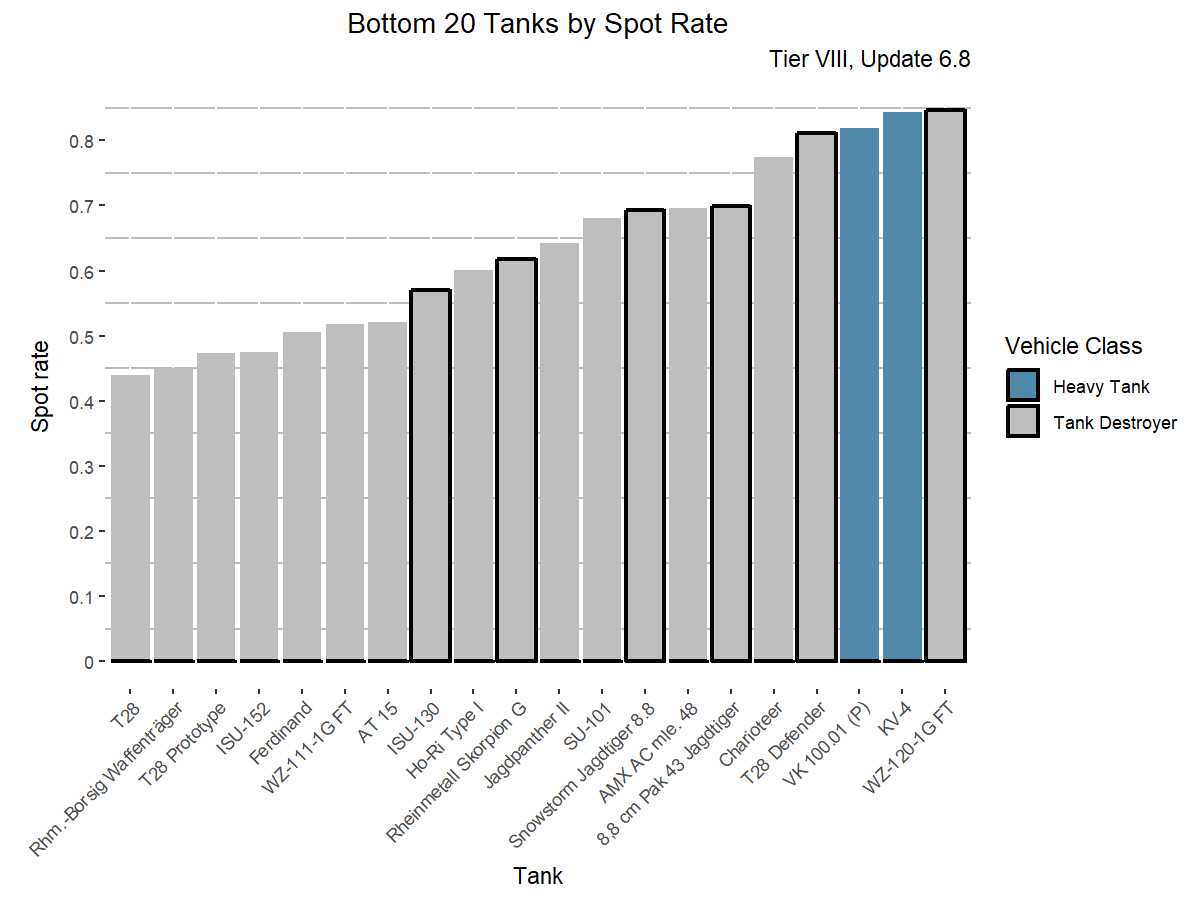 Bottom 20 Tanks by Spot Rate
Tier VIII, Update 6.8
Spot rate
0.8
0.7
0.6
0.5
0.4
0.3
0.2
0.1
0
T28
Rhm.-Borsig Waffenträger
T28 Prototype
ISU-152
Ferdinand
WZ-111-1G FT
AT 15
ISU-130
Ho-Ri Type I
Rheinmetall Skorpion G
Jagdpanther II
SU-101
Snowstorm Jagdtiger 8.8
AMX AC mle. 48
8,8 cm Pak 43 Jagdtiger
Charioteer
T28 Defender
VK 100.01 (P)
KV-4
WZ-120-1G FT
Tank
Vehicle Class
Heavy Tank
Tank Destroyer